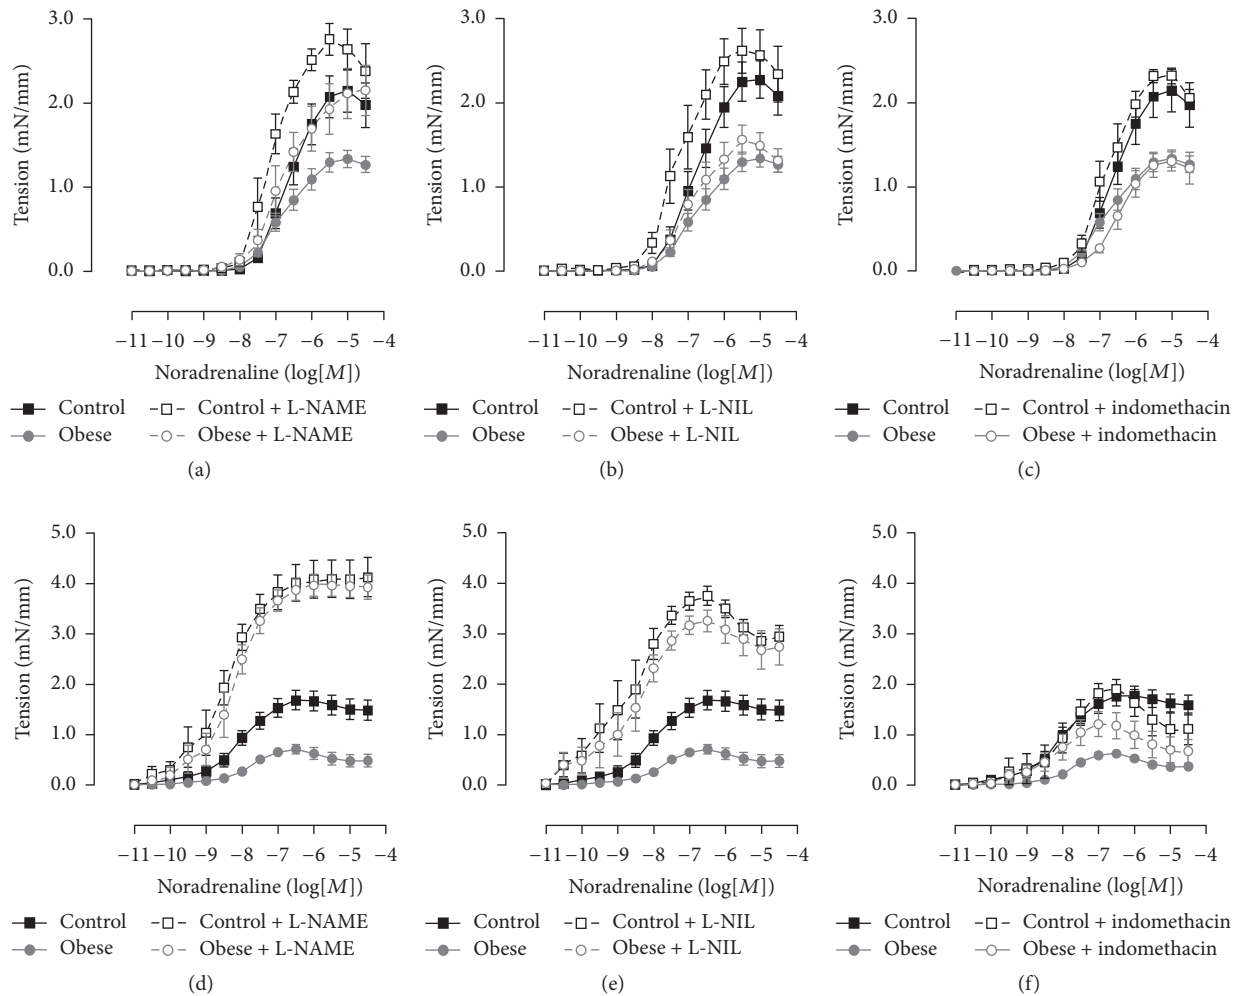 3.0
2.0
1.0
0.0
Tension (mN/mm)
−11 −10 −9 −8 −7 −6 −5 −4
Noradrenaline (log[M])
Control Control + L-NAME
Obese Obese + L-NAME
(a)
3.0
2.0
1.0
0.0
Tension (mN/mm)
−11 −10 −9 −8 −7 −6 −5 −4
Noradrenaline (log[M])
Control Control + L-NIL
Obese Obese + L-NIL
(b)
3.0
2.0
1.0
0.0
Tension (mN/mm)
−11 −10 −9 −8 −7 −6 −5 −4
Noradrenaline (log[M])
Control Control + indomethacin
Obese Obese + indomethacin
(c)
5.0
4.0
3.0
2.0
1.0
0.0
Tension (mN/mm)
−11 −10 −9 −8 −7 −6 −5 −4
Noradrenaline (log[M])
Control Control + L-NAME
Obese Obese + L-NAME
(d)
5.0
4.0
3.0
2.0
1.0
0.0
Tension (mN/mm)
−11 −10 −9 −8 −7 −6 −5 −4
Noradrenaline (log[M])
Control Control + L-NIL
Obese Obese + L-NIL
(e)
5.0
4.0
3.0
2.0
1.0
0.0
Tension (mN/mm)
−11 −10 −9 −8 −7 −6 −5 −4
Noradrenaline (log[M])
Control Control + indomethacin
Obese Obese + indomethacin
(f)